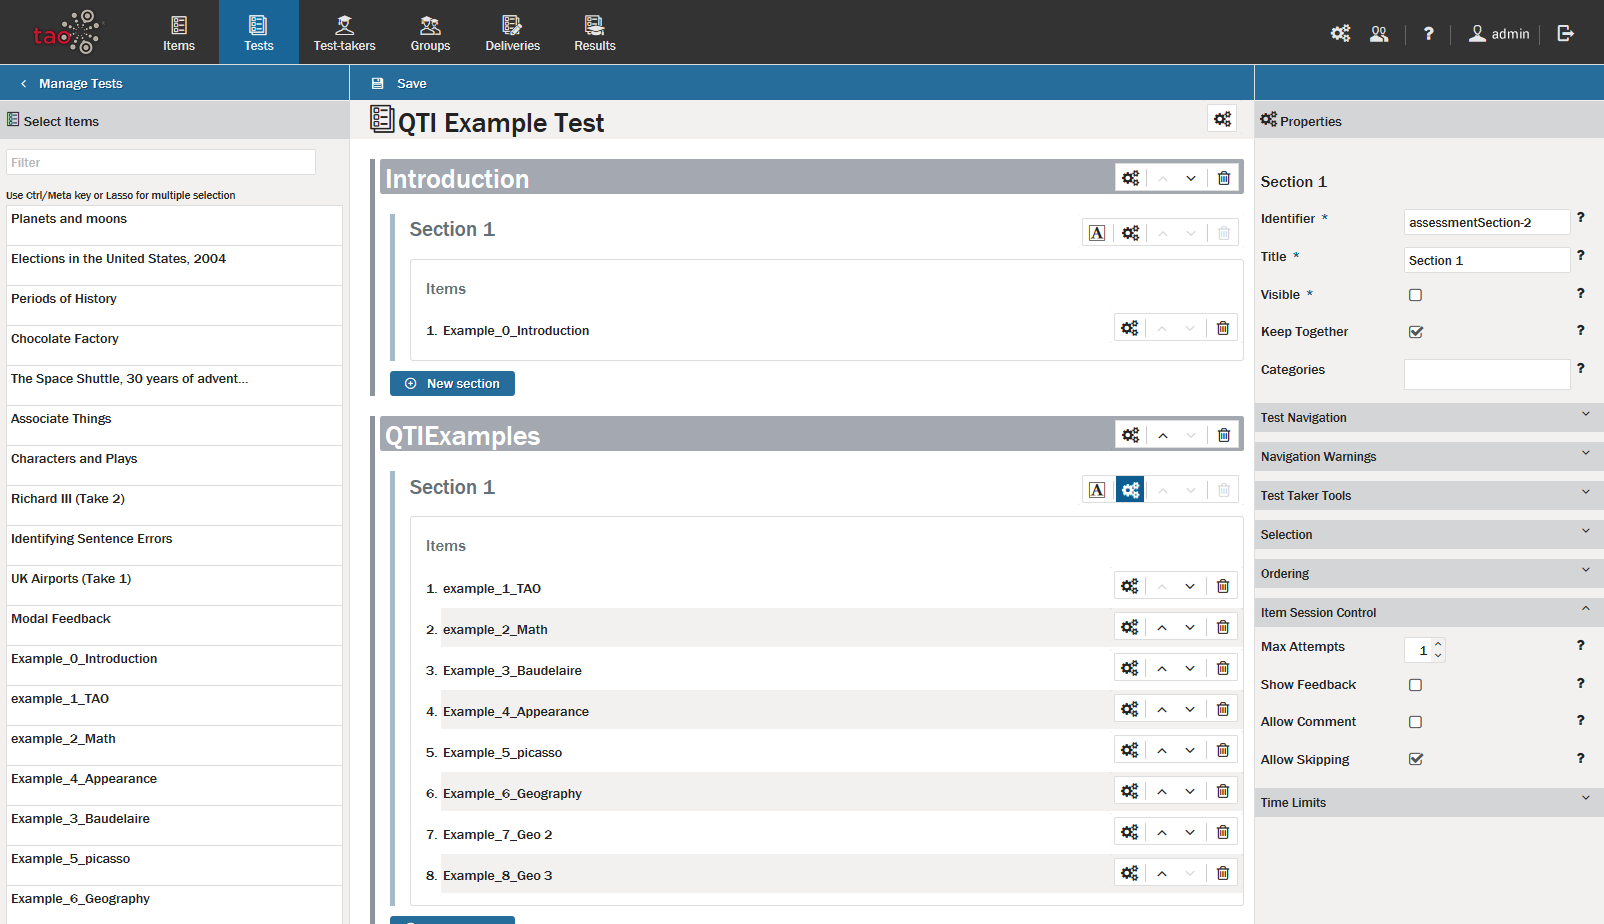 tao
Items
Tests
Test-takers
Groups
Deliveries
Results
?
admin
Manage Tests
Save
Select Items
QTI Example Test
Properties
Filter
Use Ctrl/Meta key or Lasso for multiple selection
Planets and moons
Elections in the United States, 2004
Periods of History
Chocolate Factory
The Space Shuttle, 30 years of advent...
Associate Things
Characters and Plays
Richard III (Take 2)
Identifying Sentence Errors
UK Airports (Take 1)
Modal Feedback
Example_0_Introduction
example_1_TAO
example_2_Math
Example_4_Appearance
Example_3_Baudelaire
Example_5_picasso
Example_6_Geography
Introduction
Section 1
A
Items
1. Example_0_Introduction
New section
QTIExamples
Section 1
A
Items
1. example_1_TAO
2. example_2_Math
3. Example_3_Baudelaire
4. Example_4_Appearance
5. Example_5_picasso
6. Example_6_Geography
7. Example_7_Geo 2
8. Example_8_Geo 3
Section 1
Identifier * assessmentSection-2 ?
Title * Section 1 ?
Visible * ?
Keep Together ?
Categories ?
Test Navigation
Navigation Warnings
Test Taker Tools
Selection
Ordering
Item Session Control
Max Attempts 1 ?
Show Feedback ?
Allow Comment ?
Allow Skipping ?
Time Limits